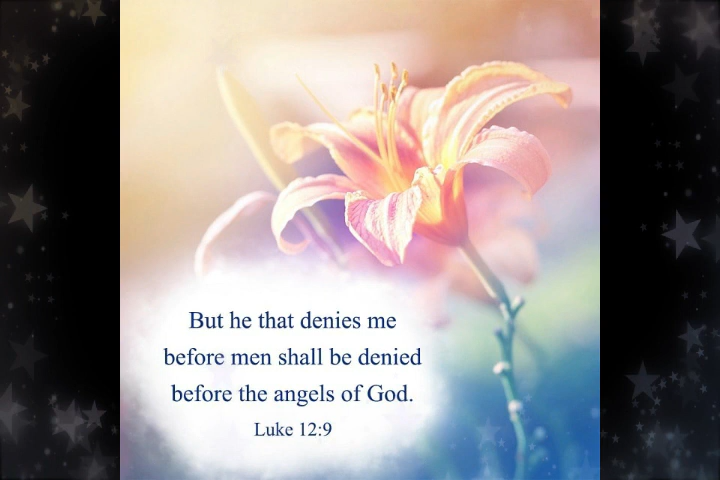 But he that denies me
before men shall be denied
before the angels of God.
Luke 12:9